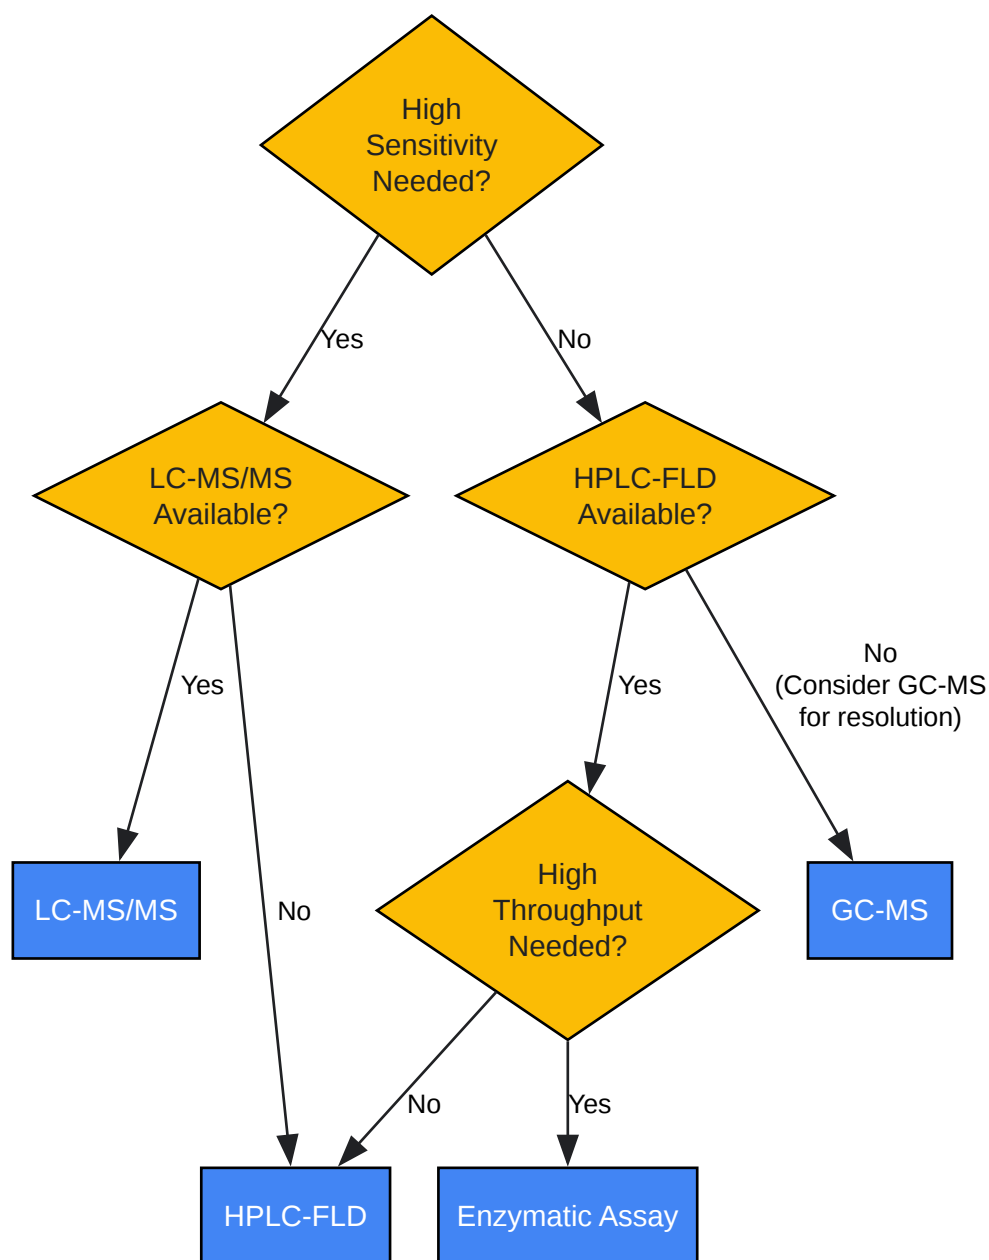 High
Sensitivity
Needed?
Yes
No
LC-MS/MS
Available?
HPLC-FLD
Available?
Yes
No
Yes
No
(Consider GC-MS
for resolution)
LC-MS/MS
High
Throughput
Needed?
GC-MS
No
Yes
HPLC-FLD
Enzymatic Assay